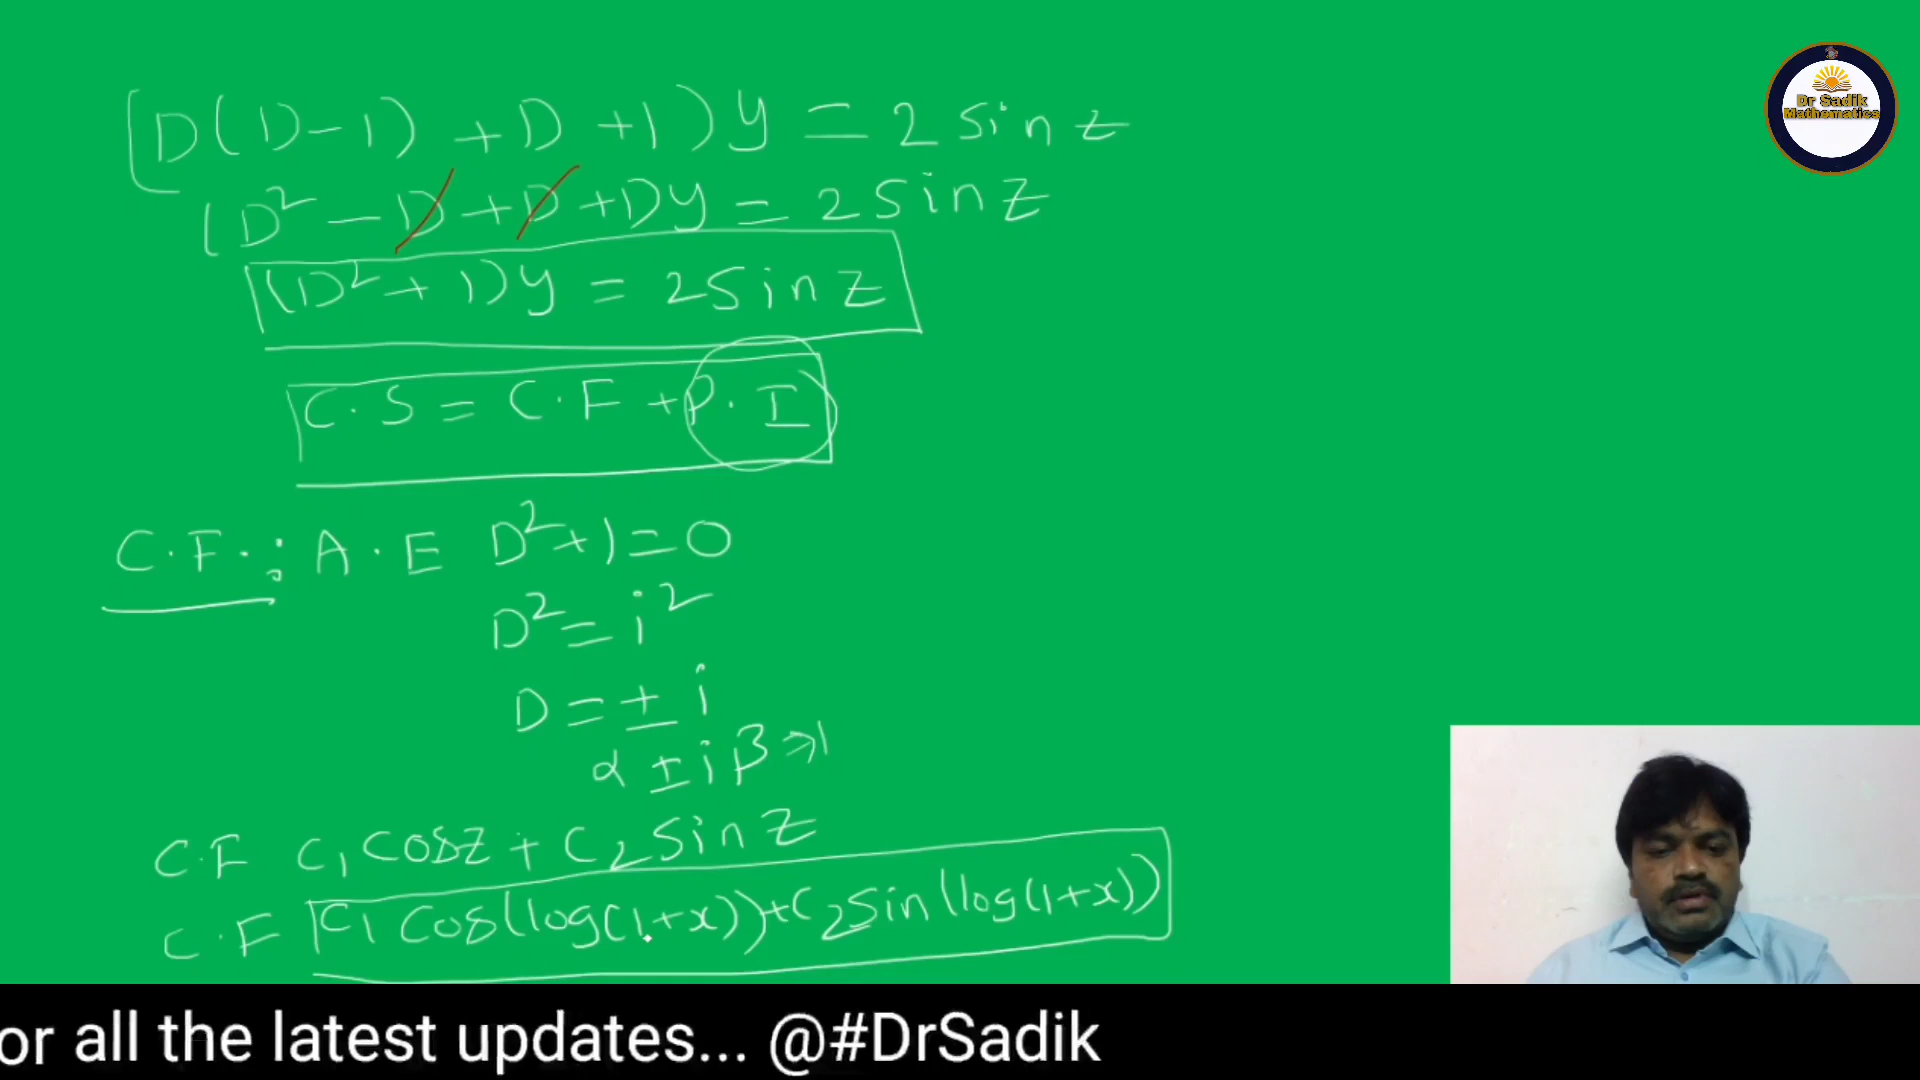 [D(D-1) + D + 1) y = 2 sin z
(D² - D + D + 1) y = 2 sin z
(D² + 1) y = 2 Sin z
C.S = C.F + P.I
C.F.: A.E D² + 1 = 0
D² = i²
D = ± i
α ± i β → 1
C.F C₁ cos z + C₂ sin z
C.F C₁ cos(log(1+x)) + C₂ sin(log(1+x))
Dr Sadik
Mathematics
or all the latest updates... @#DrSadik